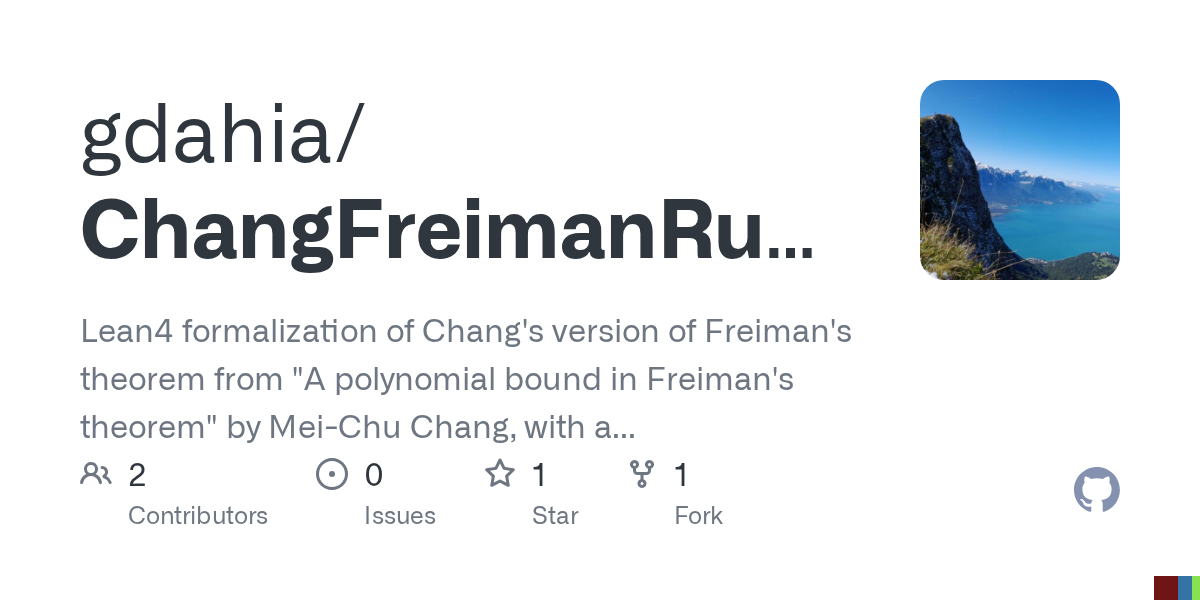 gdahia/
ChangFreimanRu...
Lean4 formalization of Chang's version of Freiman's
theorem from "A polynomial bound in Freiman's
theorem" by Mei-Chu Chang, with a...
2 0 1 1
Contributors Issues Star Fork